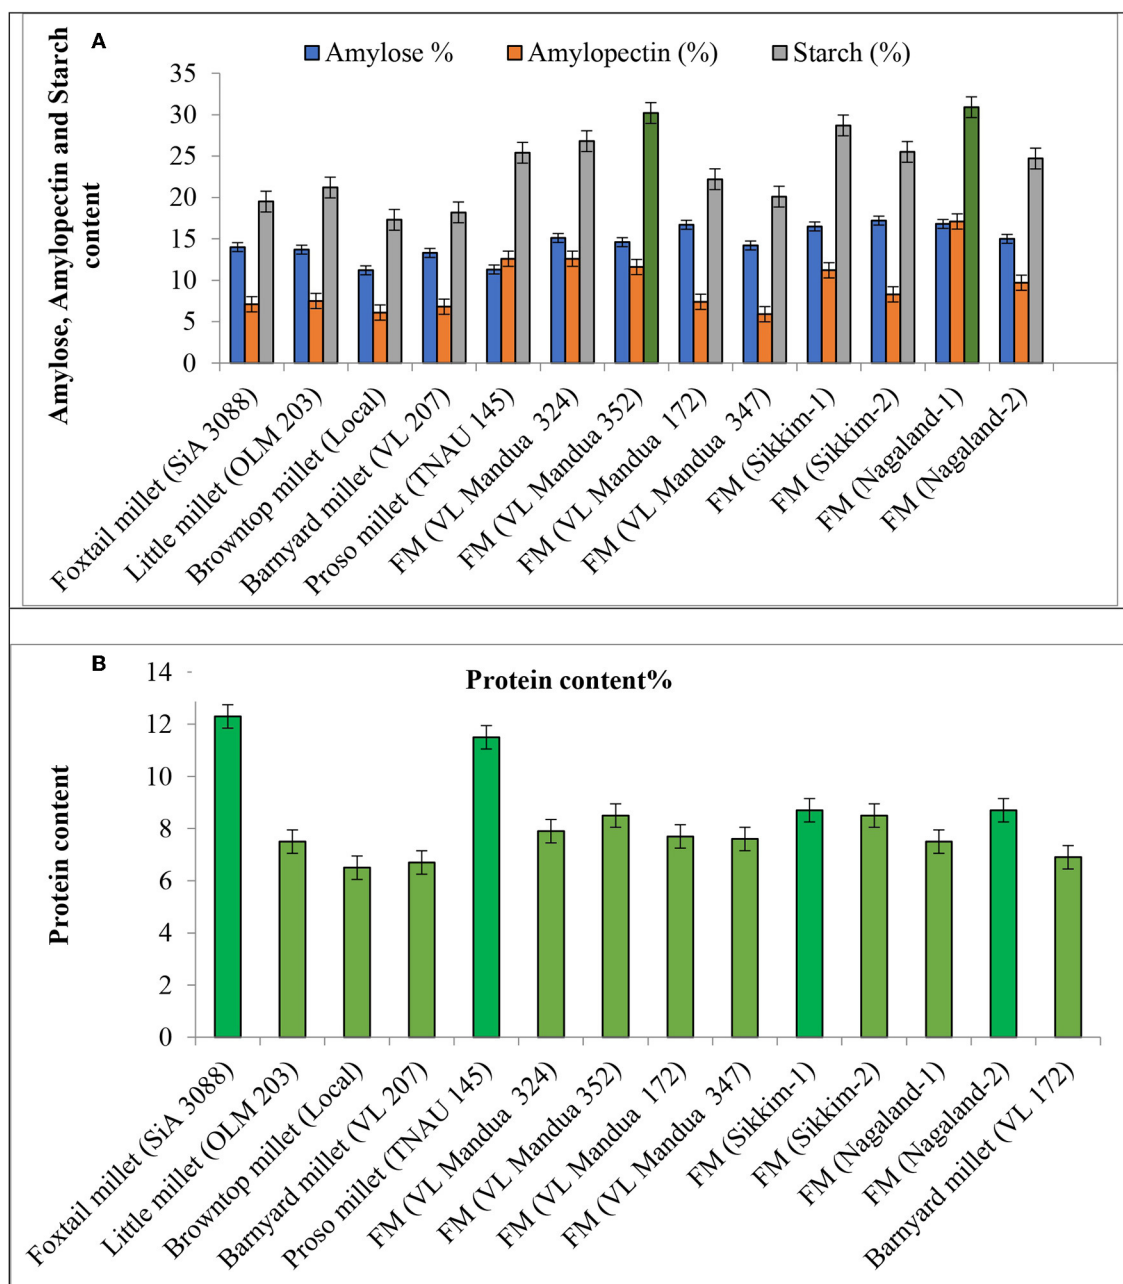 A
Amylose % Amylopectin (%) Starch (%)
Amylose, Amylopectin and Starch
content
35
30
25
20
15
10
5
0
Foxtail millet (SiA 3088)
Little millet (OLM 203)
Browntop millet (Local)
Barnyard millet (VL 207)
Proso millet (TNAU 145)
FM (VL Mandua 324)
FM (VL Mandua 352)
FM (VL Mandua 172)
FM (VL Mandua 347)
FM (Sikkim-1)
FM (Sikkim-2)
FM (Nagaland-1)
FM (Nagaland-2)
B
Protein content%
Protein content
14
12
10
8
6
4
2
0
Foxtail millet (SiA 3088)
Little millet (OLM 203)
Browntop millet (Local)
Barnyard millet (VL 207)
Proso millet (TNAU 145)
FM (VL Mandua 324)
FM (VL Mandua 352)
FM (VL Mandua 172)
FM (VL Mandua 347)
FM (Sikkim-1)
FM (Sikkim-2)
FM (Nagaland-1)
FM (Nagaland-2)
Barnyard millet (VL 172)